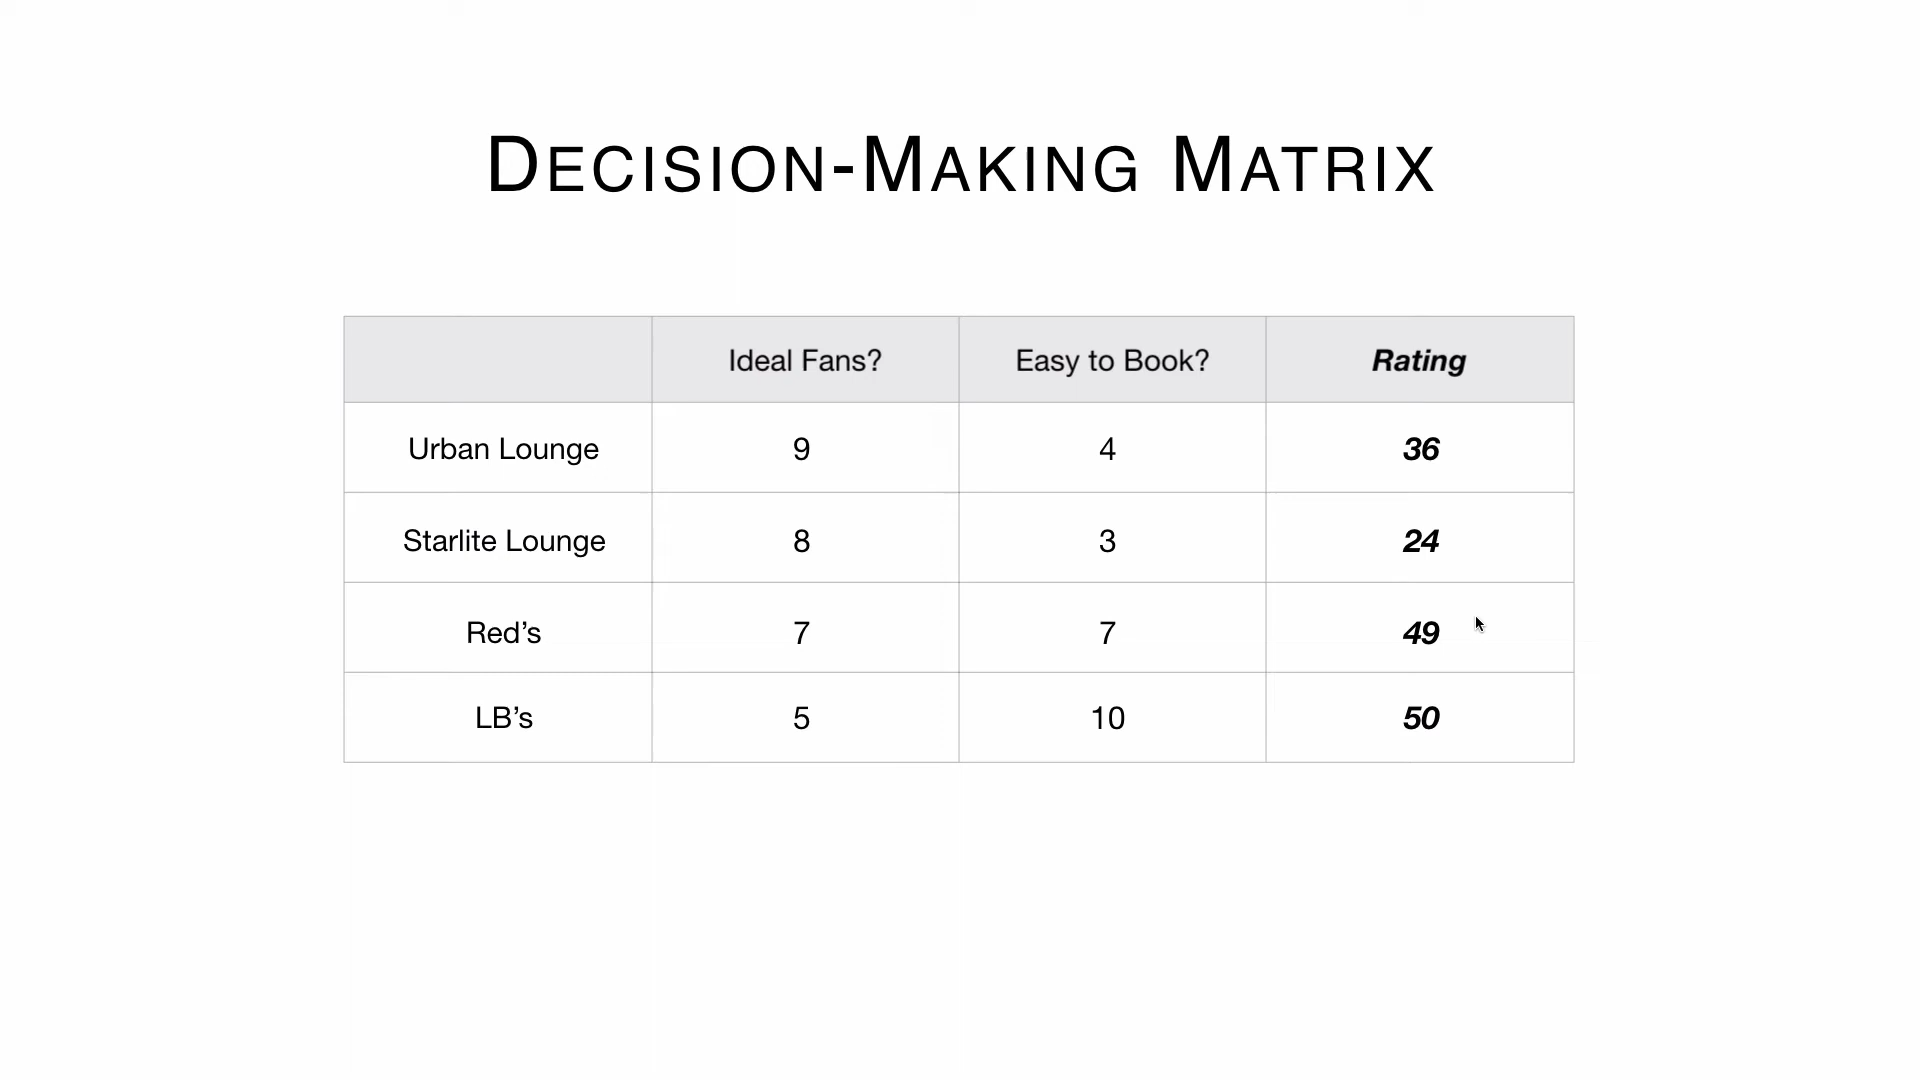 DECISION-MAKING MATRIX
Ideal Fans? Easy to Book? Rating
Urban Lounge 9 4 36
Starlite Lounge 8 3 24
Red’s 7 7 49
LB’s 5 10 50